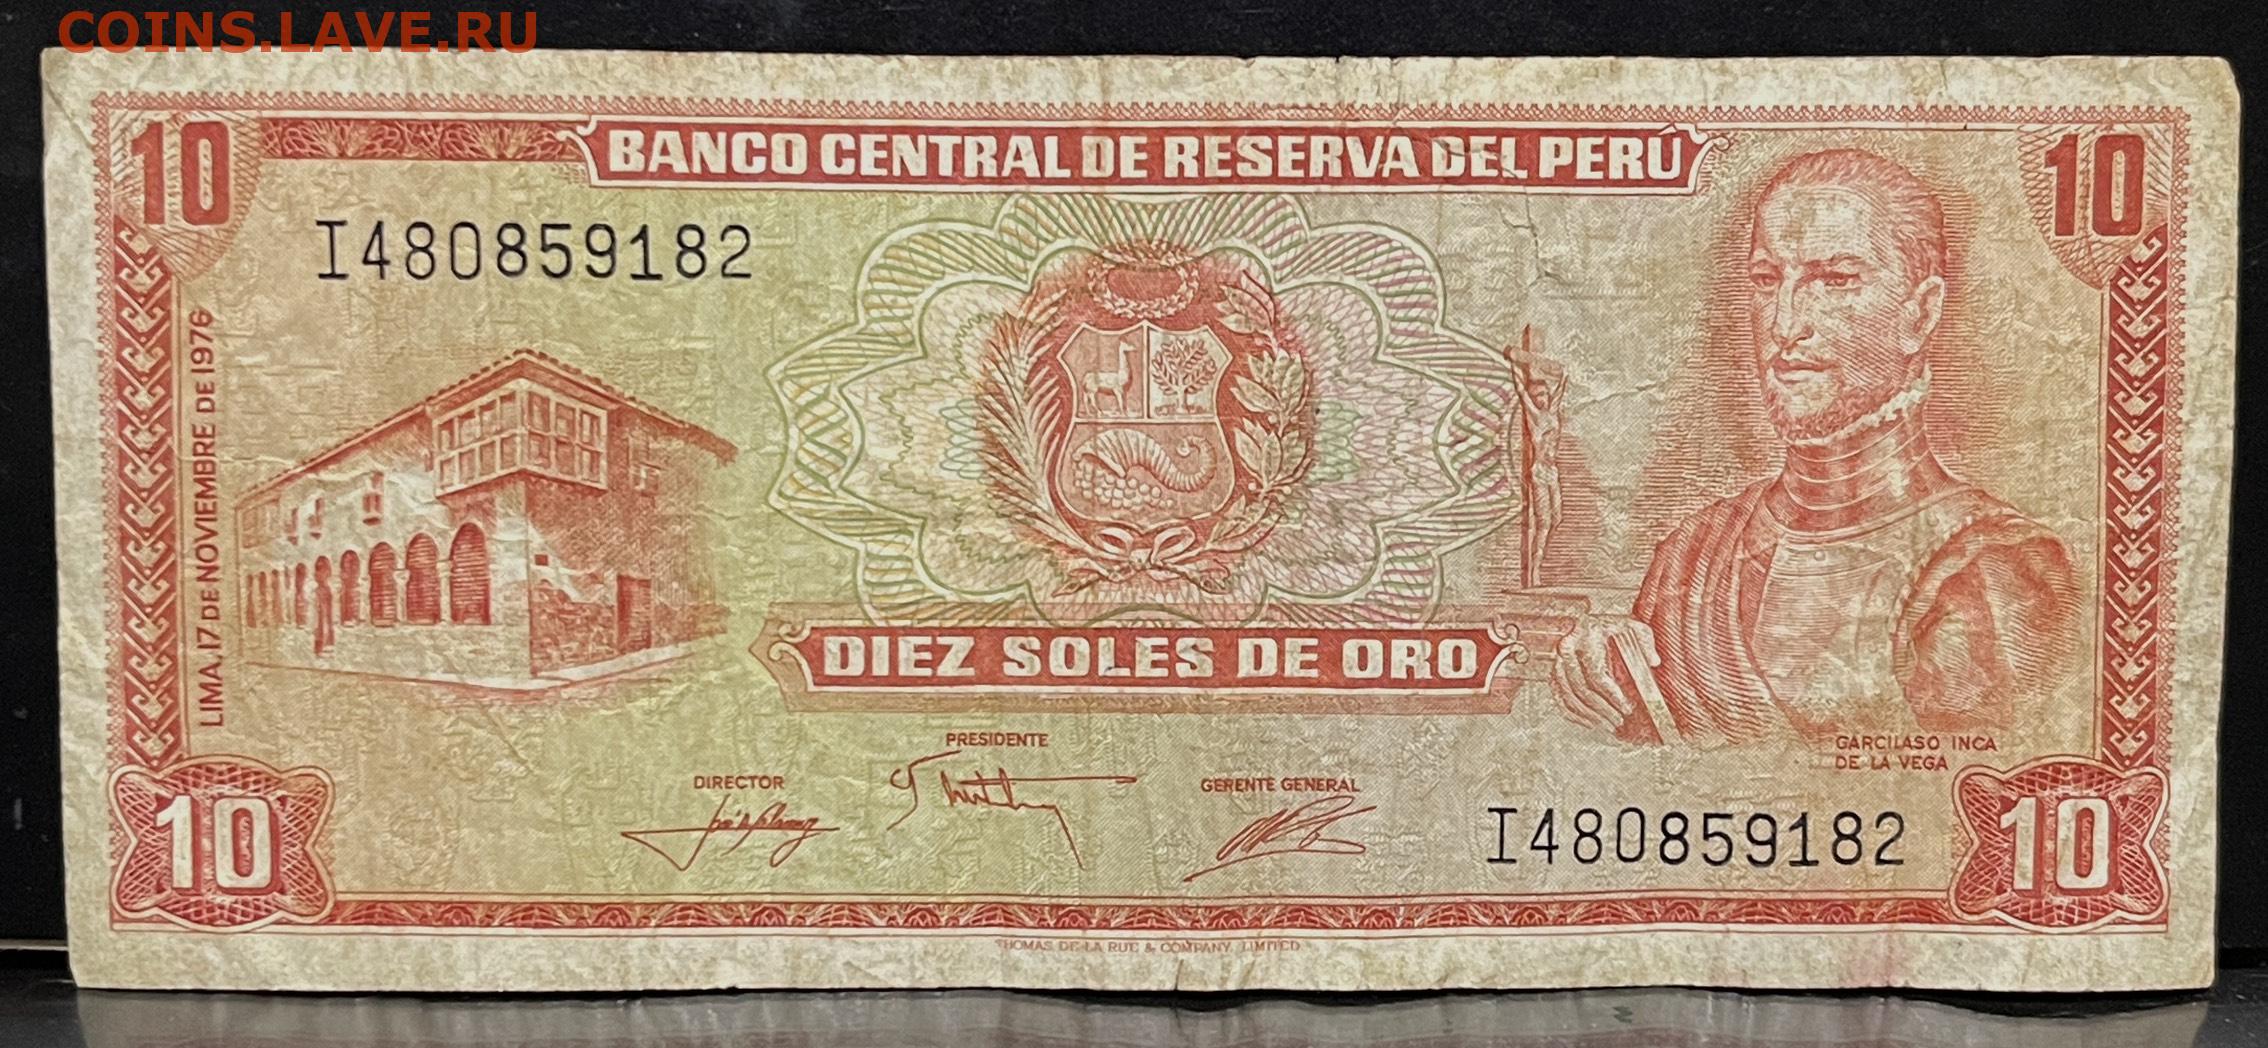 COINS.LAVE.RU
10
BANCO CENTRAL DE RESERVA DEL PERÚ
10
I480859182
LIMA, 17 DE NOVIEMBRE DE 1976
DIEZ SOLES DE ORO
PRESIDENTE
DIRECTOR
GERENTE GENERAL
GARCILASO INCA
DE LA VEGA
I480859182
10
10
THOMAS DE LA RUE & COMPANY, LIMITED